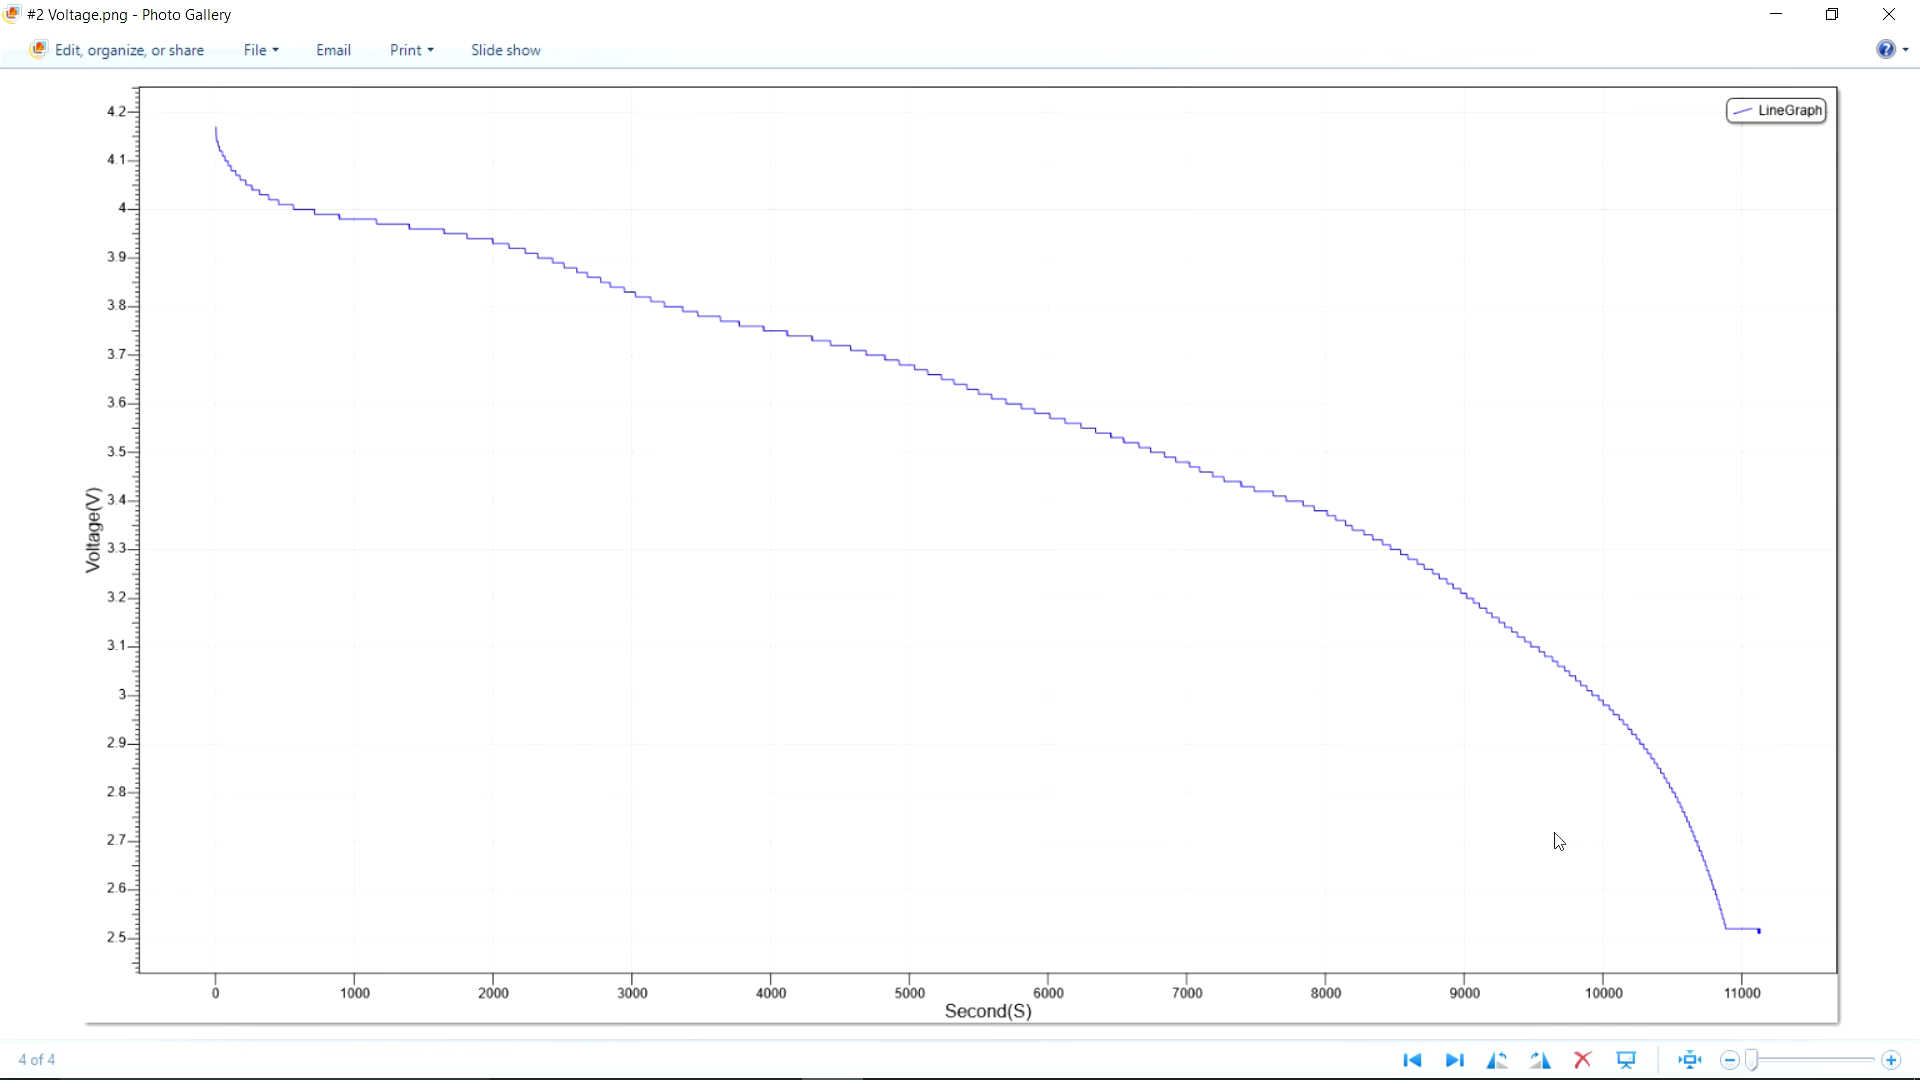 #2 Voltage.png - Photo Gallery
Edit, organize, or share File Email Print Slide show
LineGraph
4.2
4.1
4
3.9
3.8
3.7
3.6
3.5
3.4
3.3
3.2
3.1
3
2.9
2.8
2.7
2.6
2.5
Voltage(V)
0 1000 2000 3000 4000 5000 6000 7000 8000 9000 10000 11000
Second(S)
4 of 4